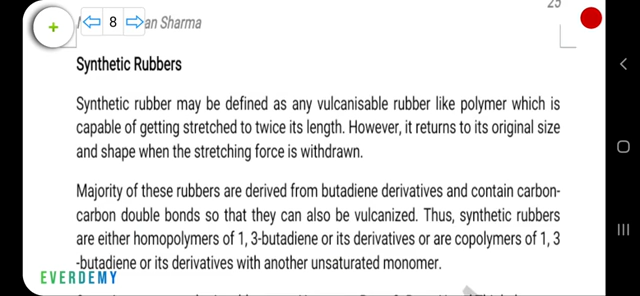 25
8
an Sharma
Synthetic Rubbers
Synthetic rubber may be defined as any vulcanisable rubber like polymer which is
capable of getting stretched to twice its length. However, it returns to its original size
and shape when the stretching force is withdrawn.
Majority of these rubbers are derived from butadiene derivatives and contain carbon-
carbon double bonds so that they can also be vulcanized. Thus, synthetic rubbers
are either homopolymers of 1, 3-butadiene or its derivatives or are copolymers of 1, 3
-butadiene or its derivatives with another unsaturated monomer.
EVERDEMY